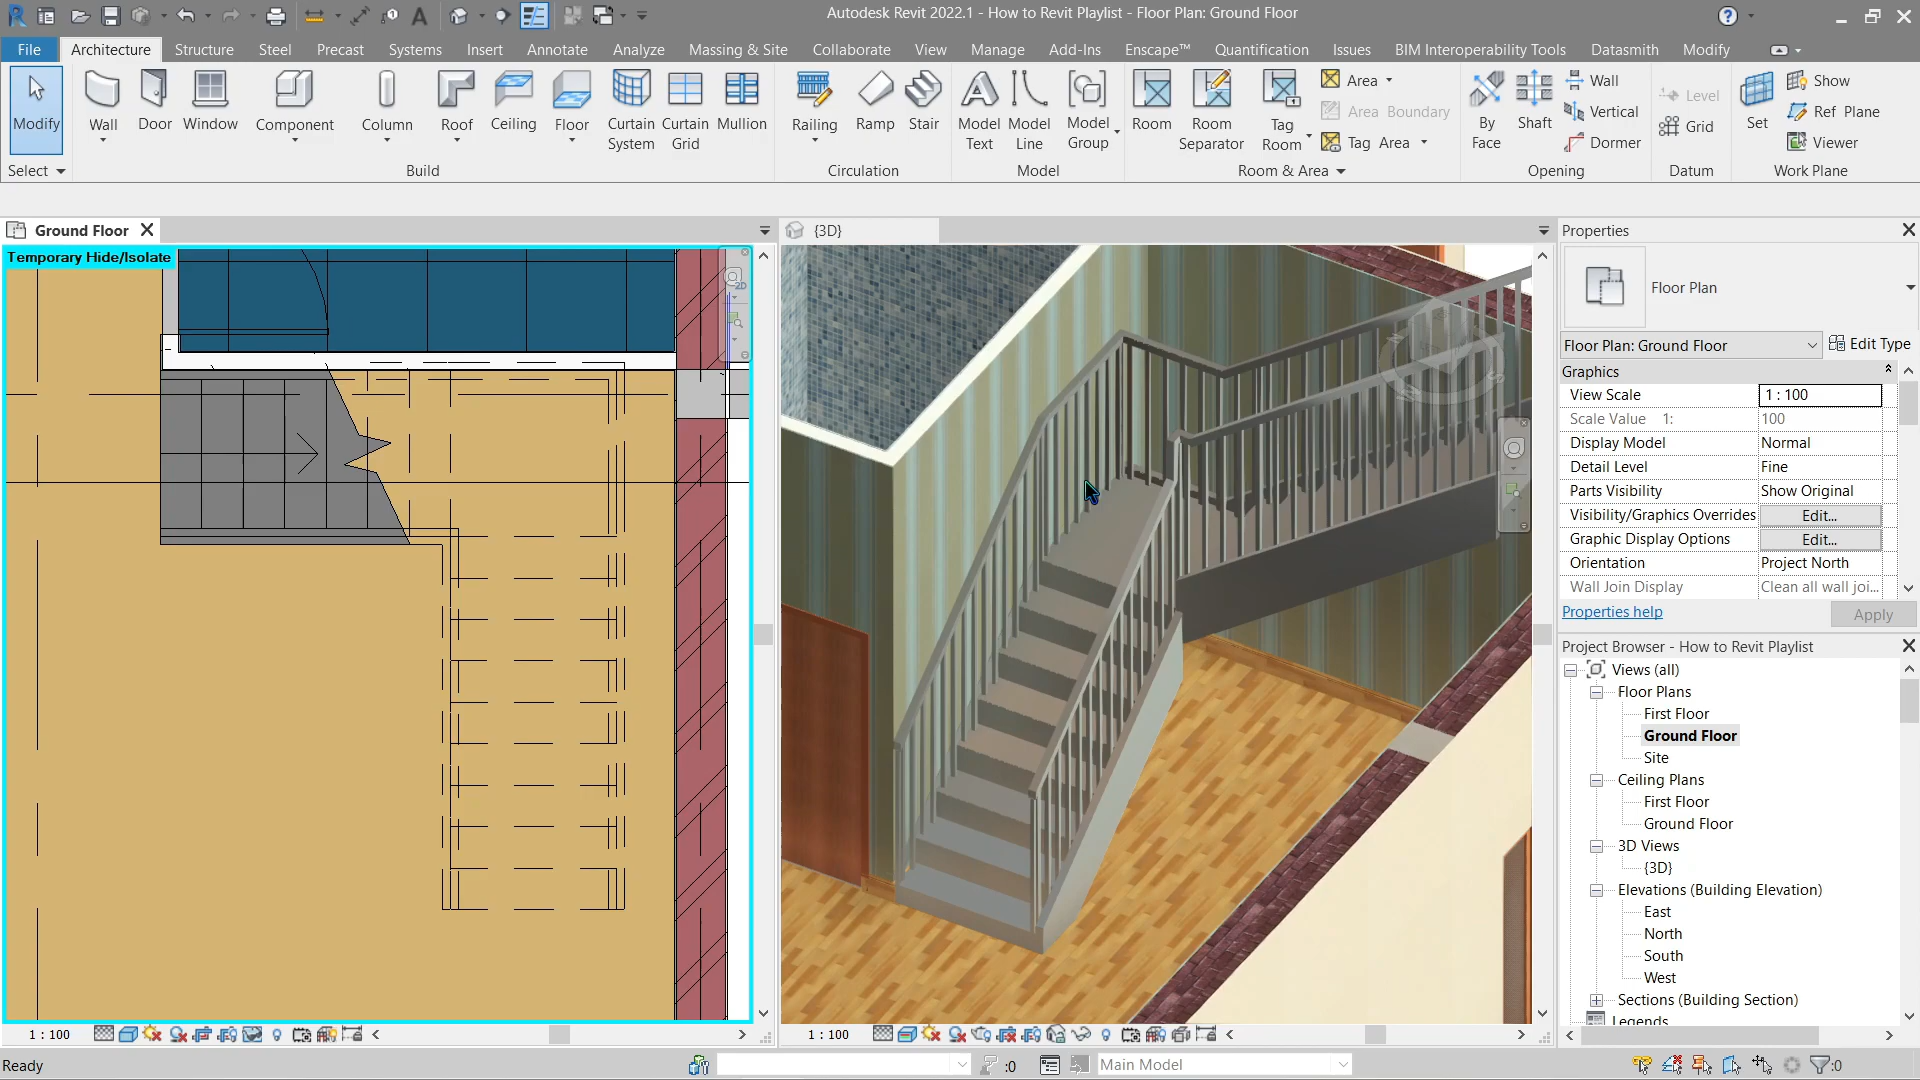 Autodesk Revit 2022.1 - How to Revit Playlist - Floor Plan: Ground Floor
File Architecture Structure Steel Precast Systems Insert Annotate Analyze Massing & Site Collaborate View Manage Add-Ins Enscape™ Quantification Issues BIM Interoperability Tools Datasmith Modify
Modify
Wall
Door
Window
Component
Column
Roof
Ceiling
Floor
Curtain System
Curtain Grid
Mullion
Railing
Ramp
Stair
Model Text
Model Line
Model Group
Room
Room Separator
Tag Room
Area
Area Boundary
Tag Area
By Face
Shaft
Wall
Vertical
Dormer
Level
Grid
Set
Show
Ref Plane
Viewer
Select Build Circulation Model Room & Area Opening Datum Work Plane
Ground Floor
{3D}
Temporary Hide/Isolate
Properties
Floor Plan
Floor Plan: Ground Floor Edit Type
Graphics
View Scale 1 : 100
Scale Value 1: 100
Display Model Normal
Detail Level Fine
Parts Visibility Show Original
Visibility/Graphics Overrides Edit...
Graphic Display Options Edit...
Orientation Project North
Wall Join Display Clean all wall joi...
Properties help Apply
Project Browser - How to Revit Playlist
Views (all)
Floor Plans
First Floor
Ground Floor
Site
Ceiling Plans
First Floor
Ground Floor
3D Views
{3D}
Elevations (Building Elevation)
East
North
South
West
Sections (Building Section)
Legends
1 : 100
1 : 100
Ready
:0
Main Model
:0